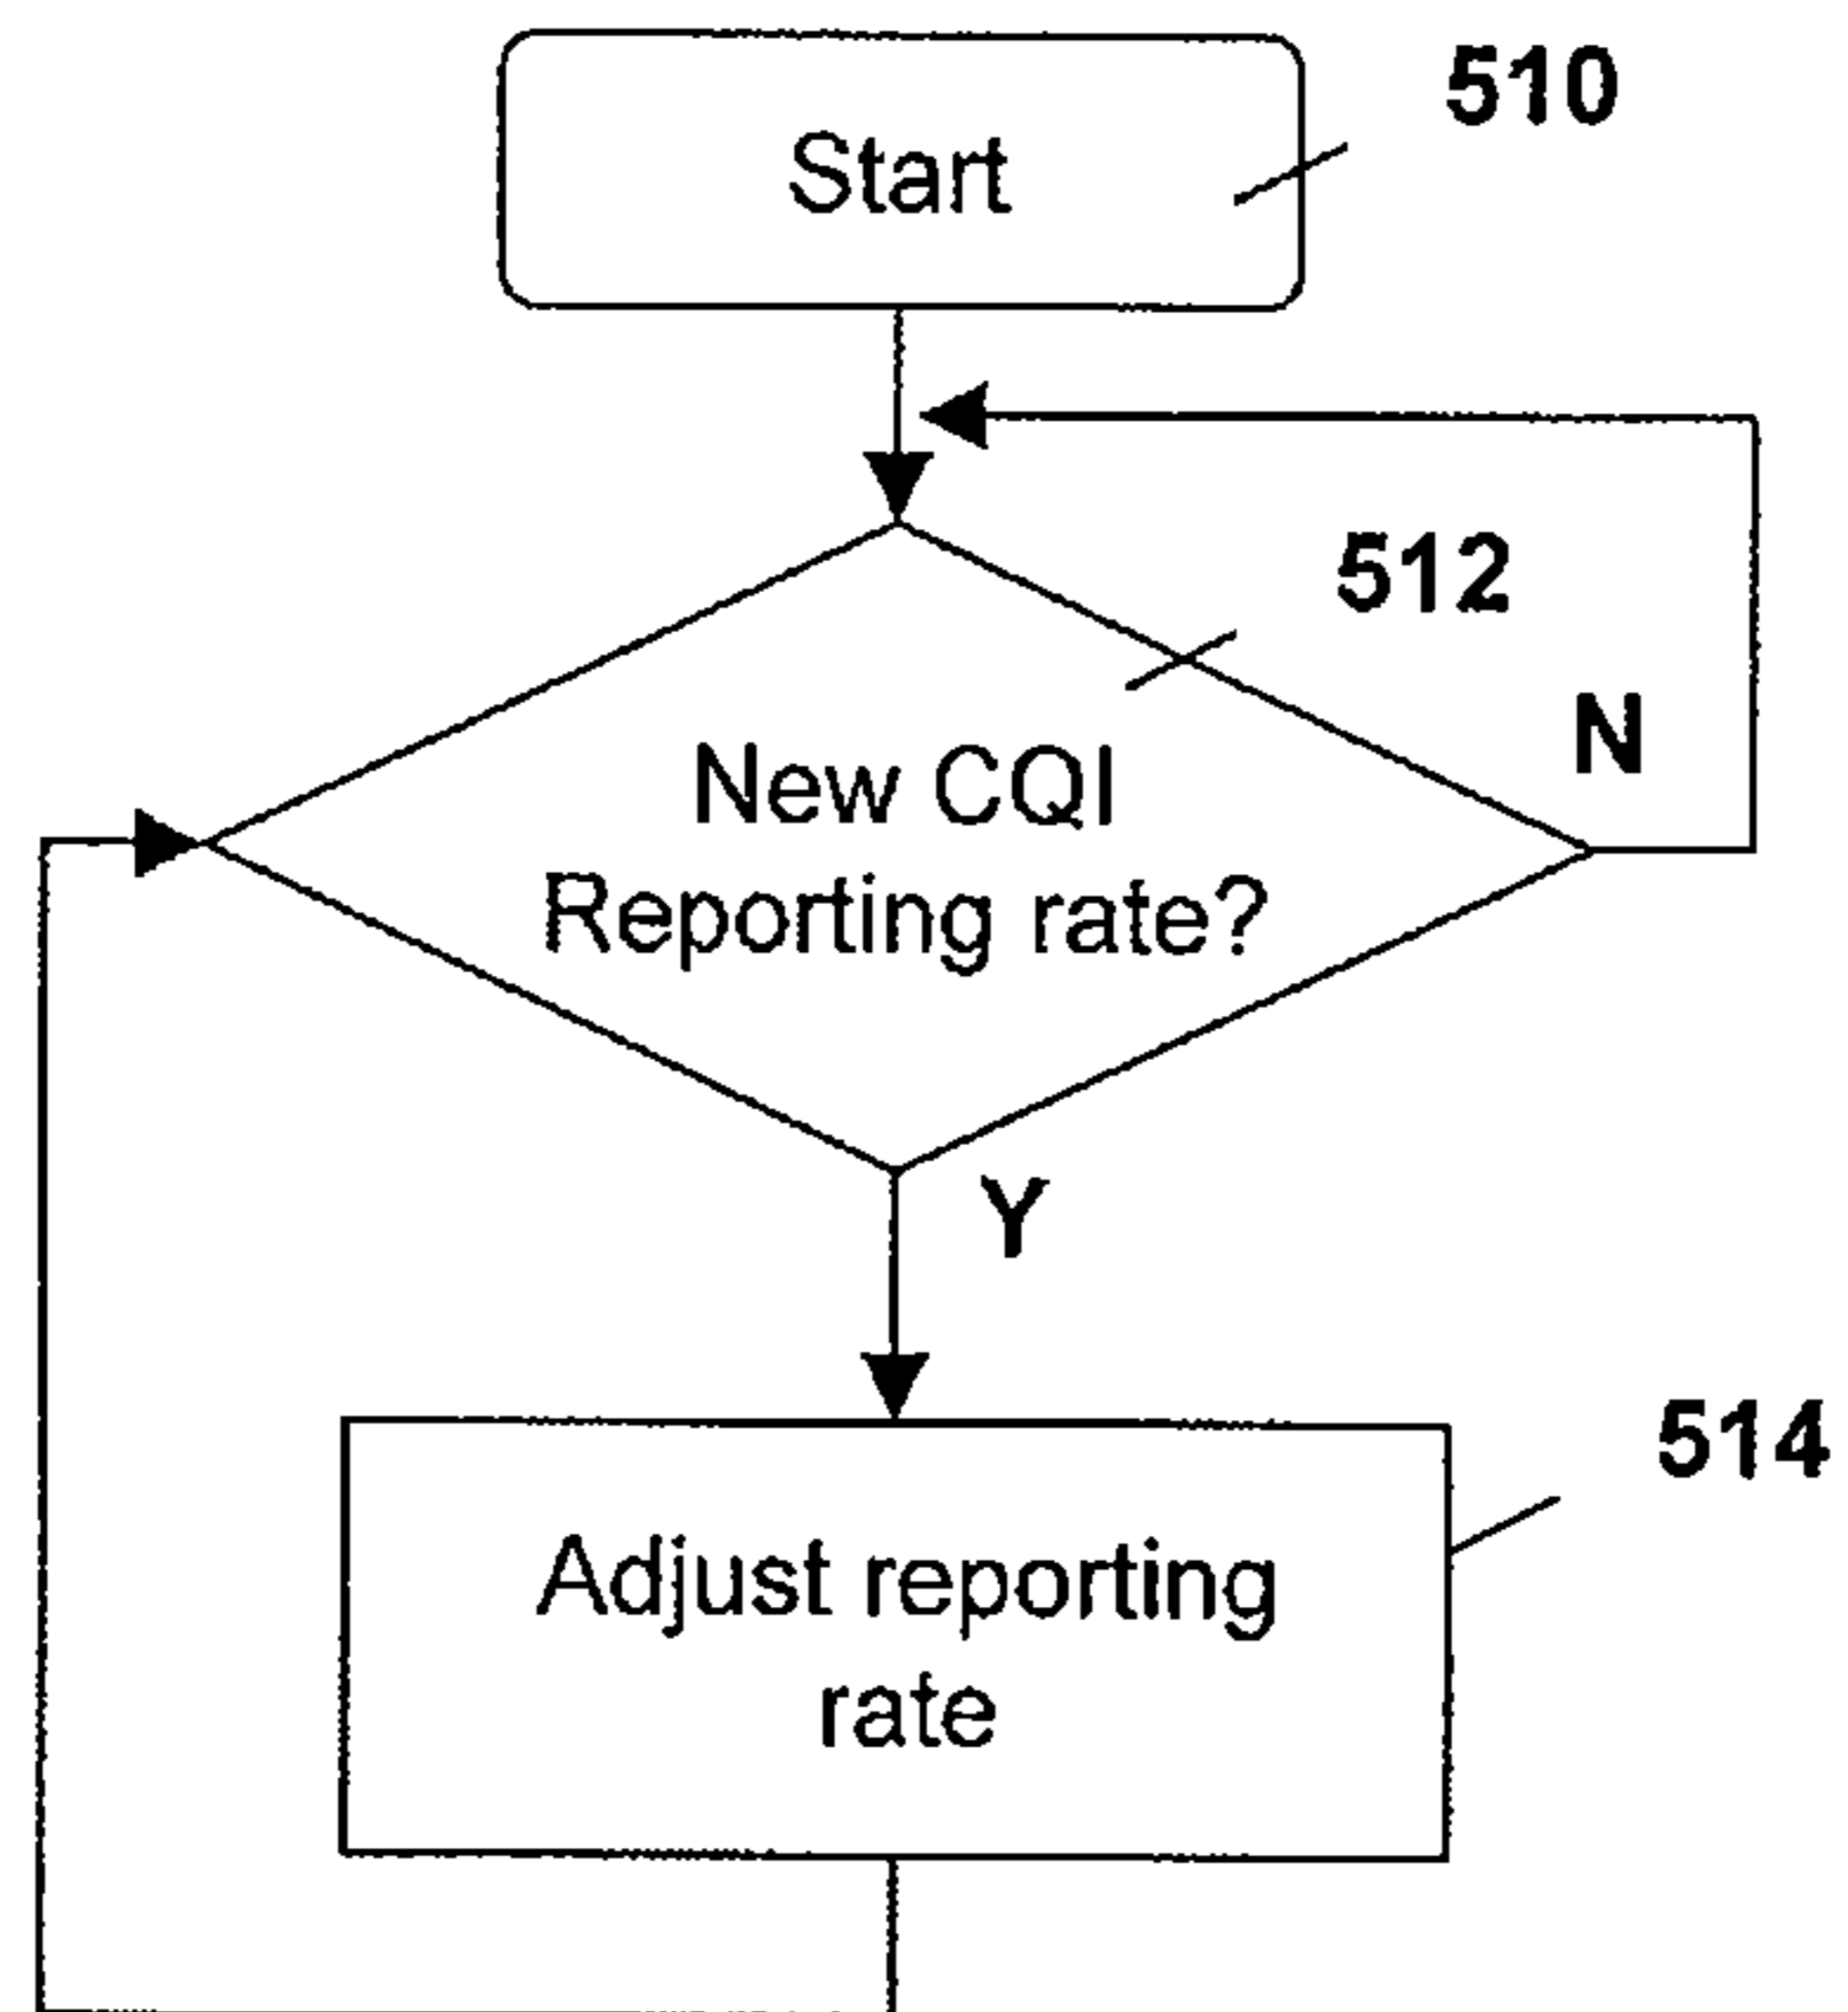 510
Start
512
N
New CQI
Reporting rate?
Y
514
Adjust reporting
rate